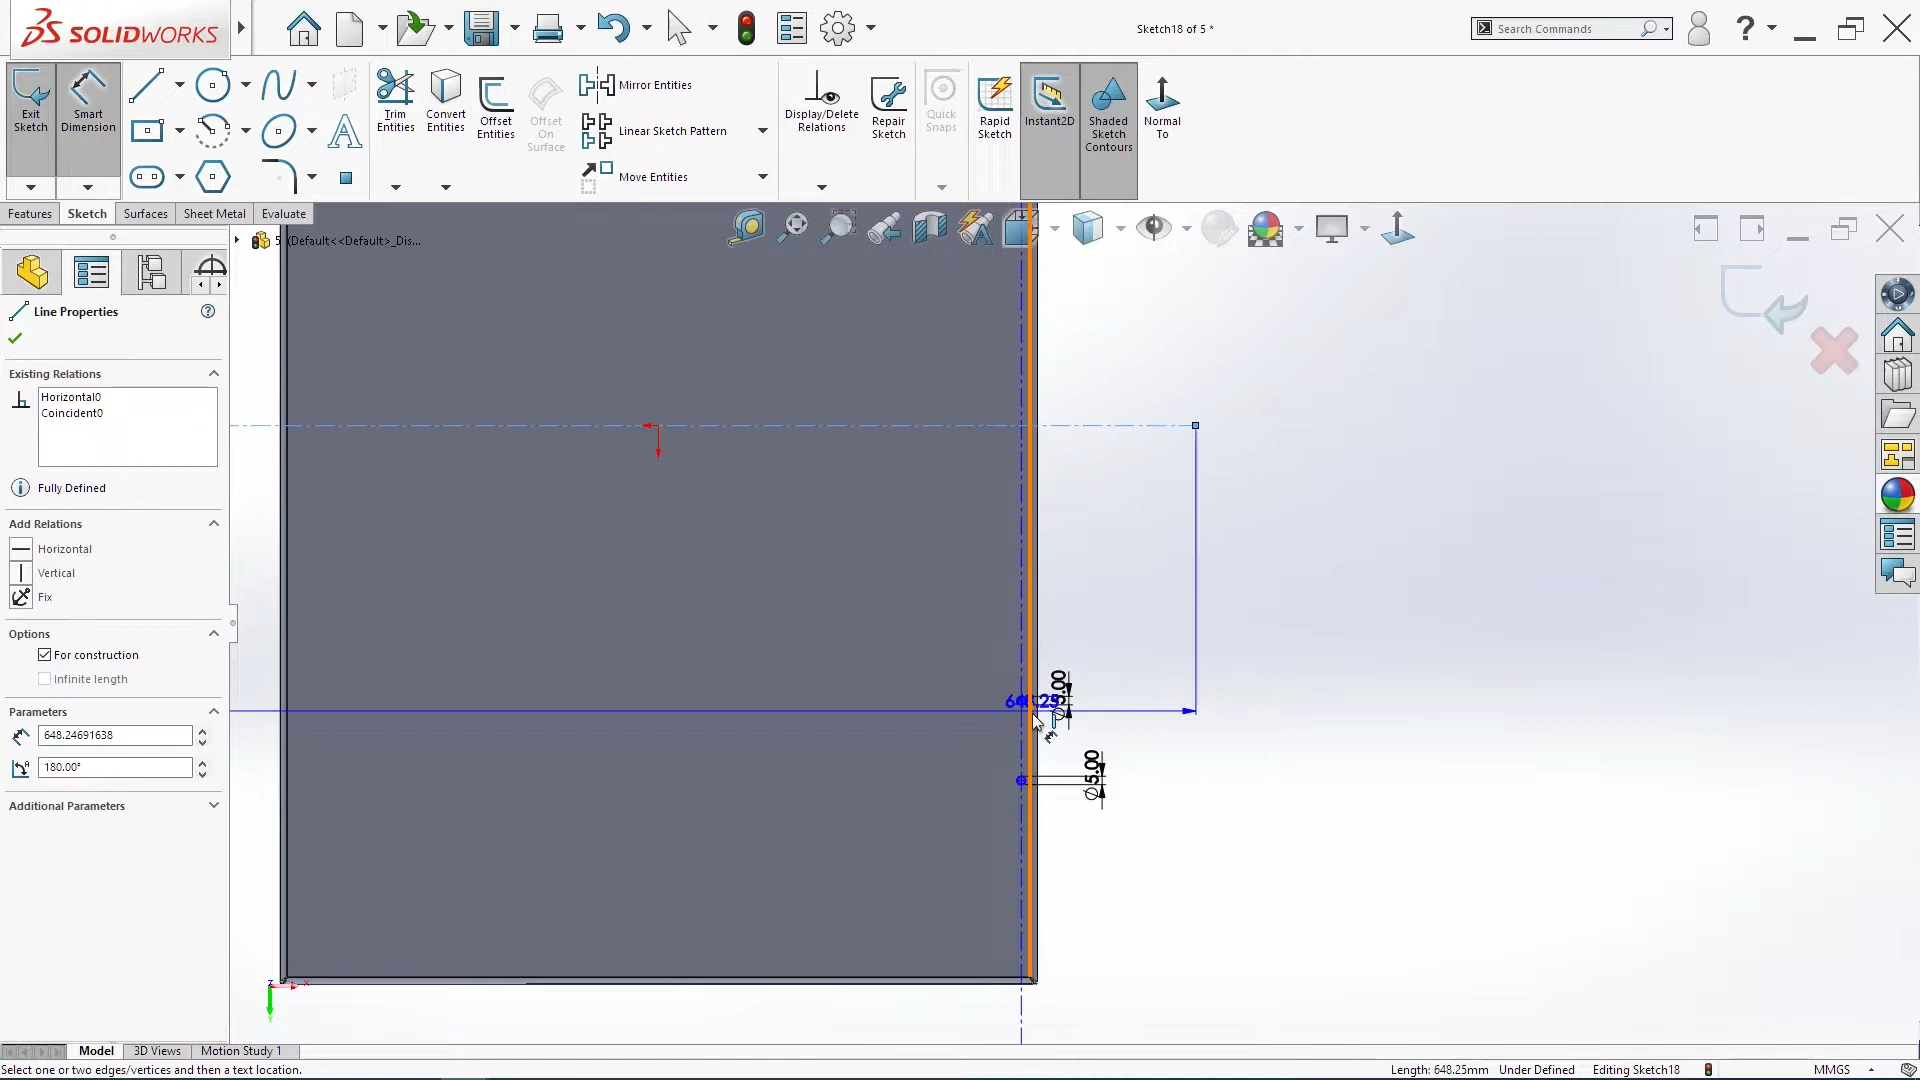 SOLIDWORKS
Sketch18 of 5 *
Search Commands
Exit Sketch
Smart Dimension
Trim Entities
Convert Entities
Offset Entities
Offset On Surface
Mirror Entities
Linear Sketch Pattern
Move Entities
Display/Delete Relations
Repair Sketch
Quick Snaps
Rapid Sketch
Instant2D
Shaded Sketch Contours
Normal To
Features
Sketch
Surfaces
Sheet Metal
Evaluate
5 (Default<<Default>_Dis...
Line Properties
Existing Relations
Horizontal0
Coincident0
Fully Defined
Add Relations
Horizontal
Vertical
Fix
Options
For construction
Infinite length
Parameters
648.24691638
180.00°
Additional Parameters
Ø5.00
Model
3D Views
Motion Study 1
Select one or two edges/vertices and then a text location.
Length: 648.25mm
Under Defined
Editing Sketch18
MMGS